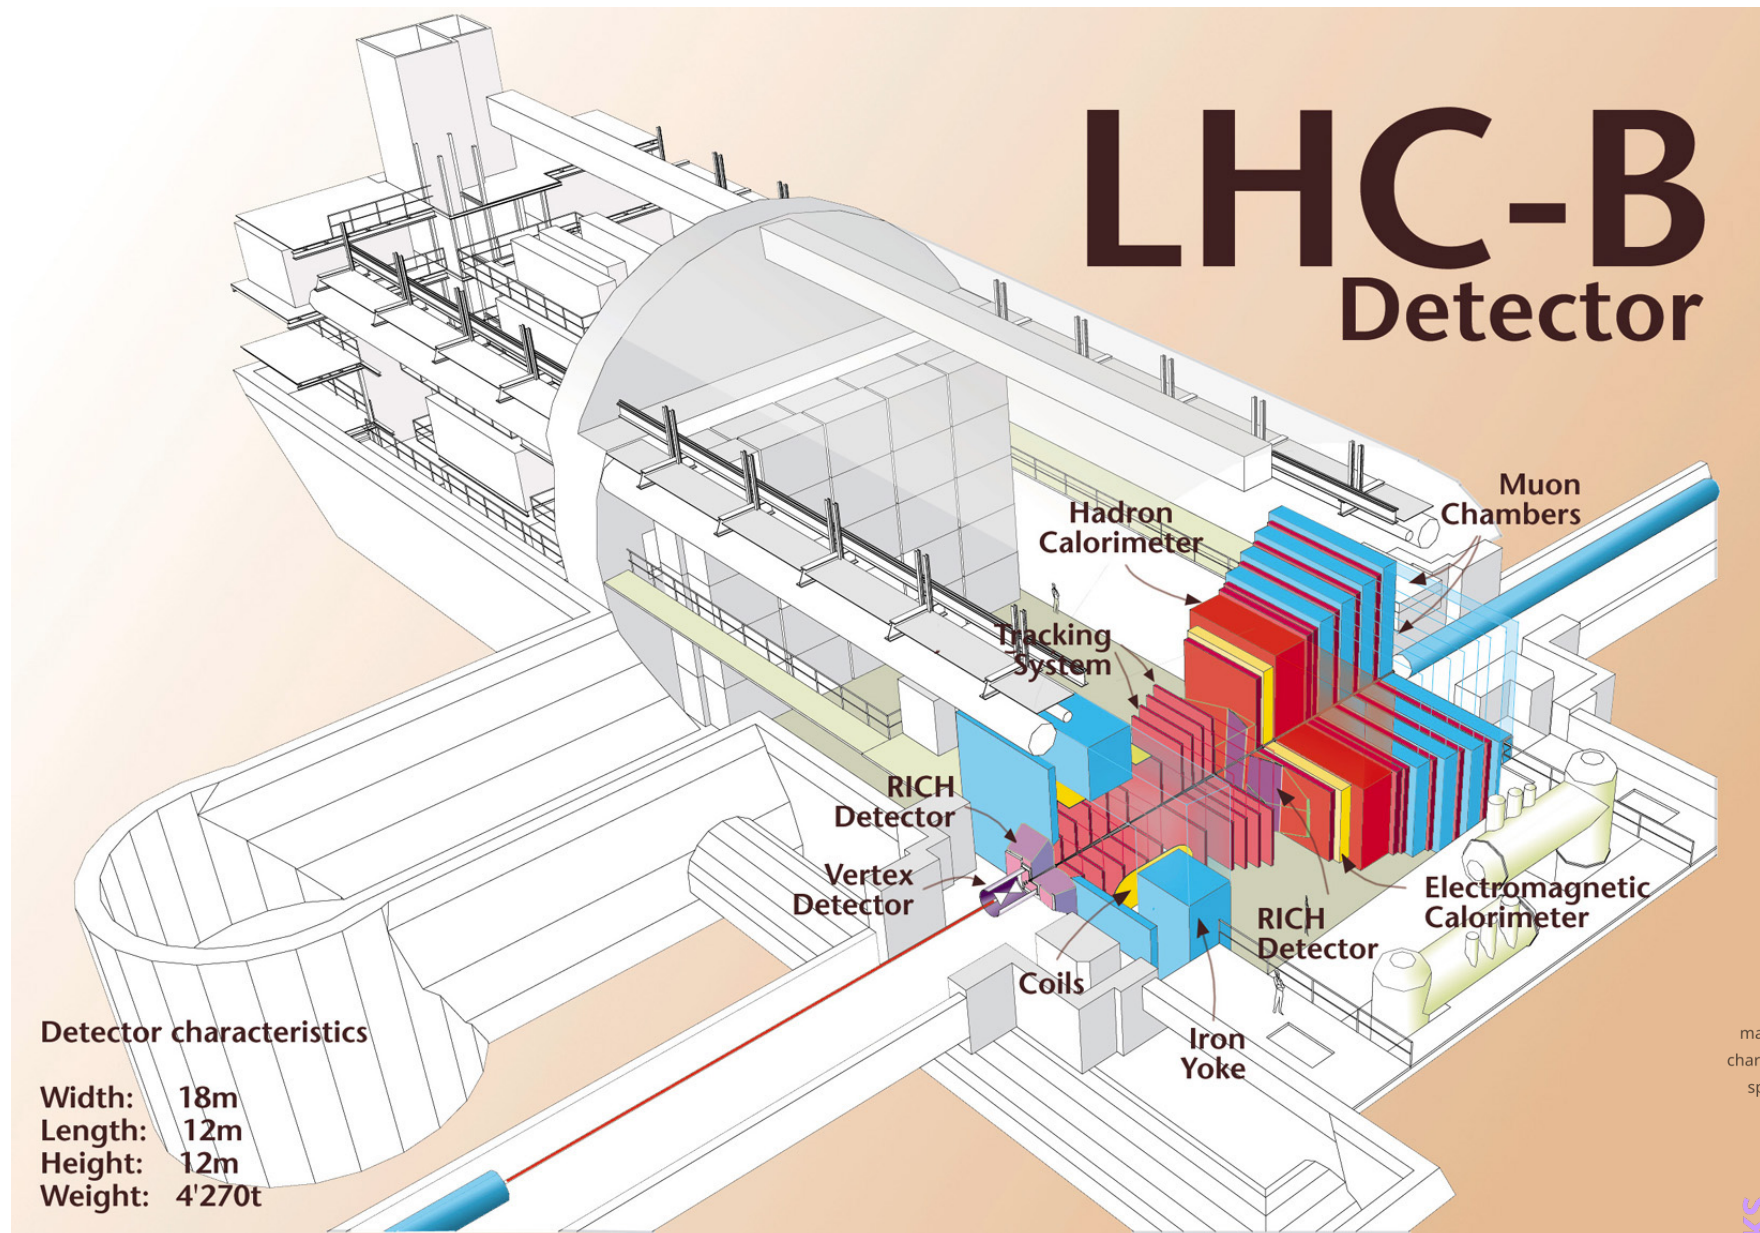 LHC-B
Detector
Muon
Chambers
Hadron
Calorimeter
Tracking
System
RICH
Detector
Vertex
Detector
Electromagnetic
Calorimeter
RICH
Detector
Coils
Iron
Yoke
Detector characteristics
Width: 18m
Length: 12m
Height: 12m
Weight: 4'270t